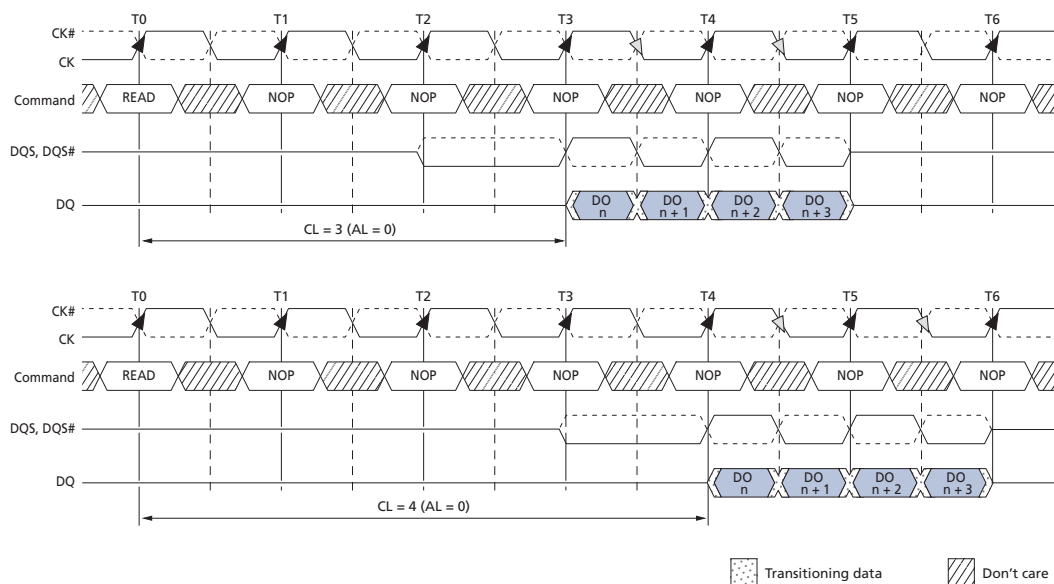 T0 T1 T2 T3 T4 T5 T6
CK#
CK
Command READ NOP NOP NOP NOP NOP NOP
DQS, DQS#
DQ DO n DO n + 1 DO n + 2 DO n + 3
CL = 3 (AL = 0)
T0 T1 T2 T3 T4 T5 T6
CK#
CK
Command READ NOP NOP NOP NOP NOP NOP
DQS, DQS#
DQ DO n DO n + 1 DO n + 2 DO n + 3
CL = 4 (AL = 0)
Transitioning data Don't care